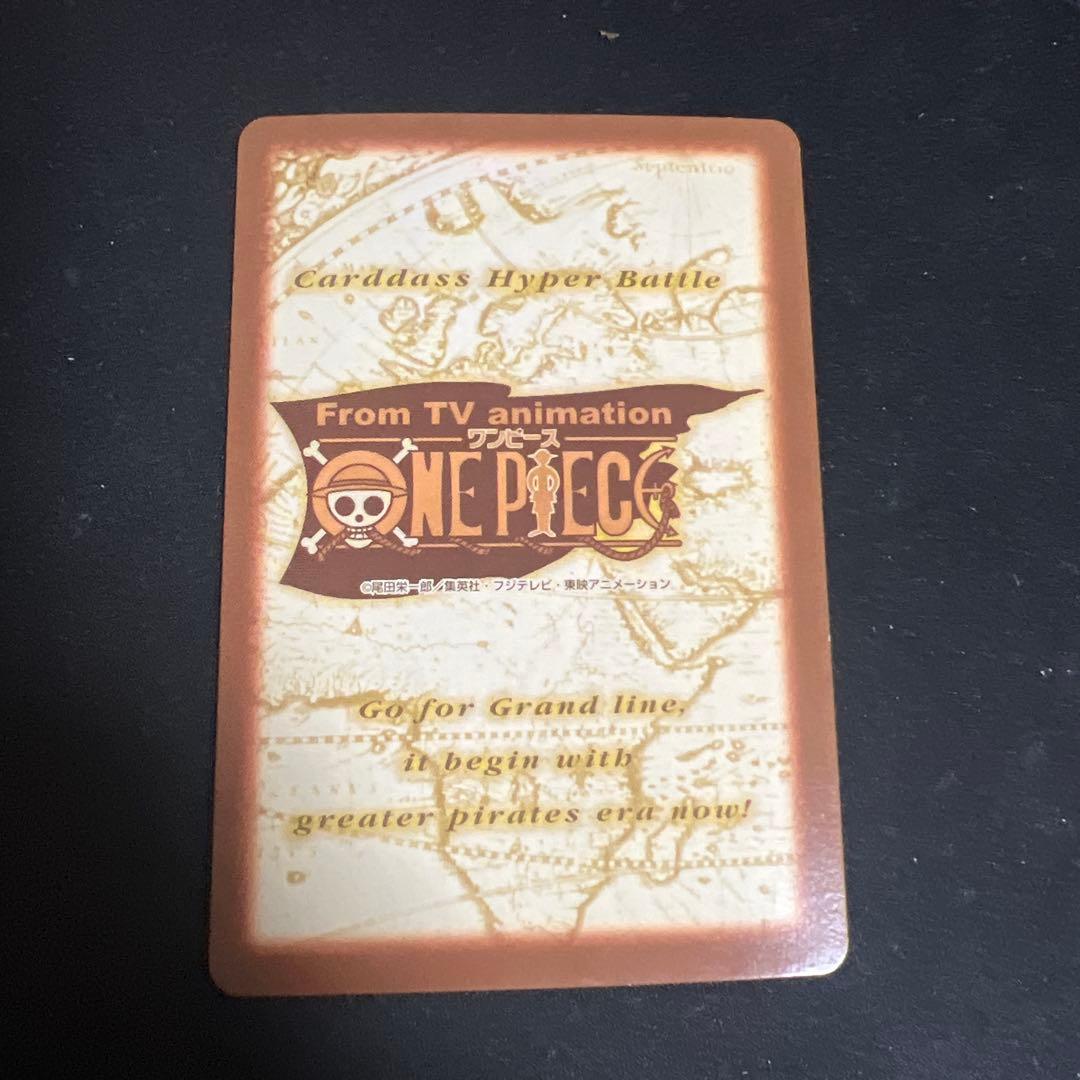 Septentrio
Carddass Hyper Battle
From TV animation
ワンピース
ONE PIECE
©尾田栄一郎／集英社・フジテレビ・東映アニメーション
Go for Grand line,
it begin with
greater pirates era now!